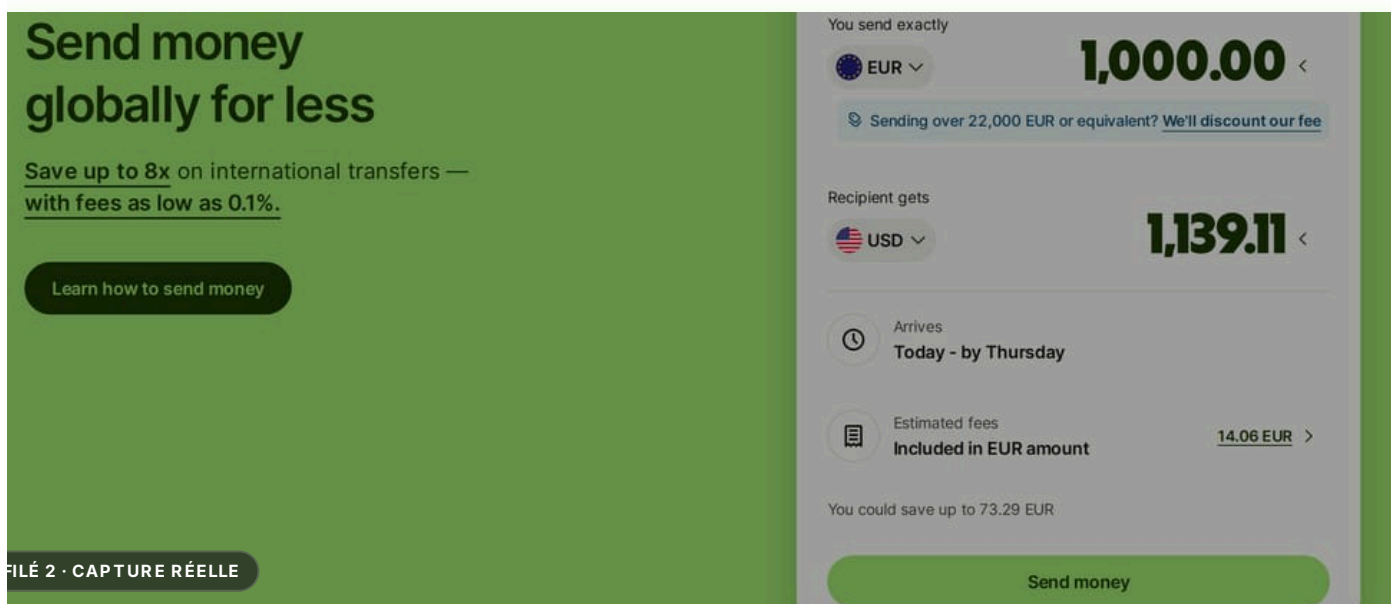 Send money
globally for less
Save up to 8x on international transfers —
with fees as low as 0.1%.
Learn how to send money
You send exactly
EUR
1,000.00
Sending over 22,000 EUR or equivalent? We'll discount our fee
Recipient gets
USD
1,139.11
Arrives
Today - by Thursday
Estimated fees
Included in EUR amount
14.06 EUR
You could save up to 73.29 EUR
Send money
FILÉ 2 · CAPTURE RÉELLE